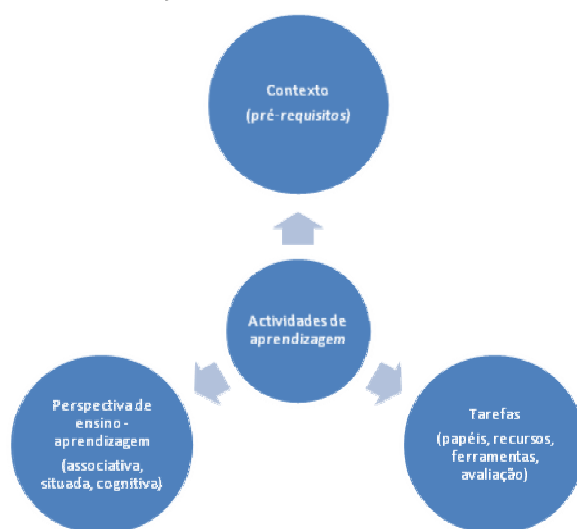 Contexto
(pré-requisitos)
Actividades de
aprendizagem
Perspectiva de
ensino-
aprendizagem
(associativa,
situada, cognitiva)
Tarefas
(papéis, recursos,
ferramentas,
avaliação)